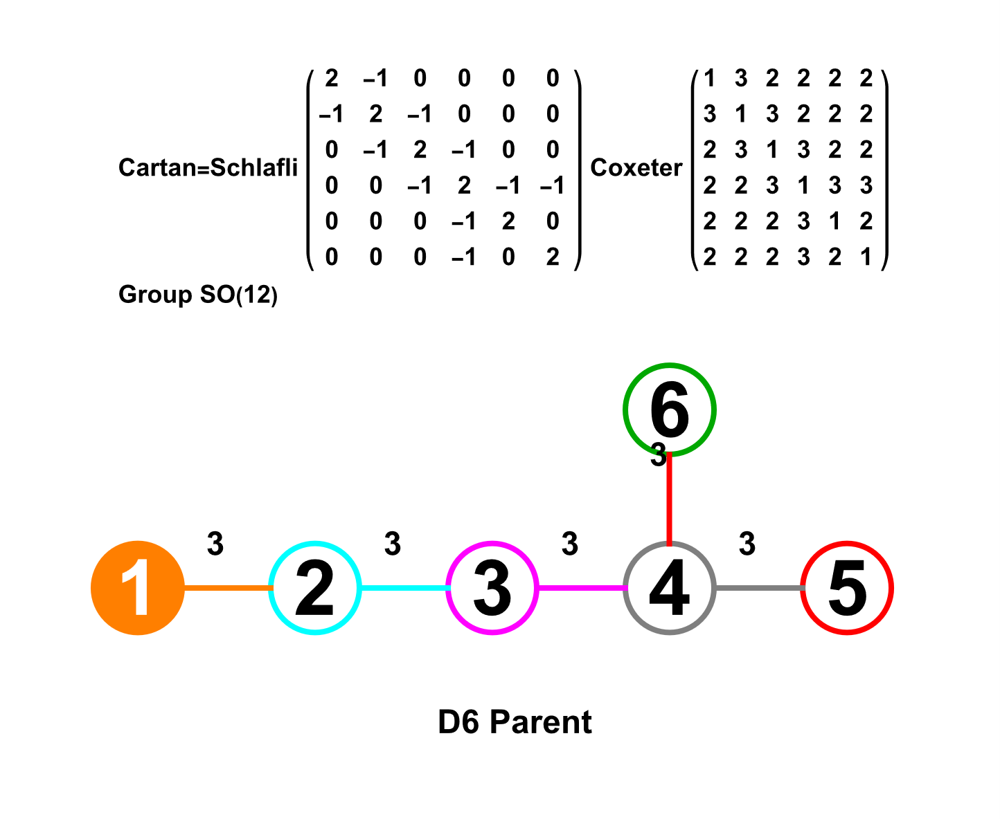 2 –1 0 0 0 0
–1 2 –1 0 0 0
0 –1 2 –1 0 0
0 0 –1 2 –1 –1
0 0 0 –1 2 0
0 0 0 –1 0 2
Cartan=Schlafli
Coxeter
1 3 2 2 2 2
3 1 3 2 2 2
2 3 1 3 2 2
2 2 3 1 3 3
2 2 2 3 1 2
2 2 2 3 2 1
Group SO(12)
6
3
3 3 3 3
1 2 3 4 5
D6 Parent